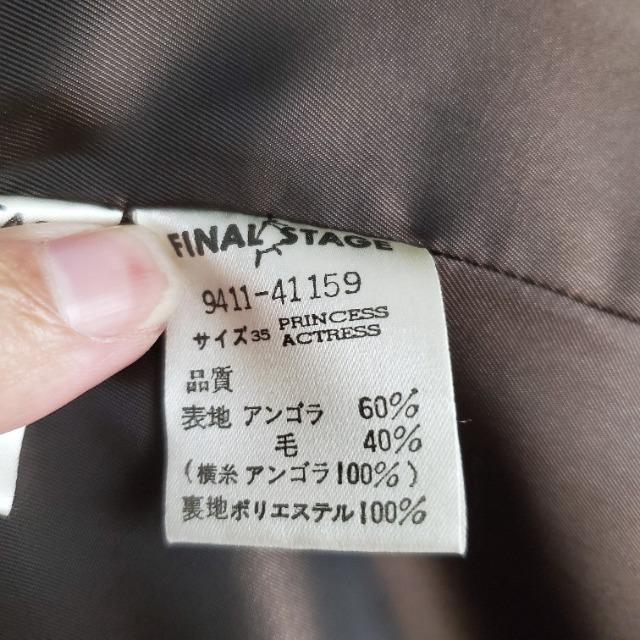 FINAL STAGE
9411-41159
サイズ35 PRINCESS ACTRESS
品質
表地 アンゴラ 60%
毛 40%
(横糸 アンゴラ100%)
裏地ポリエステル100%